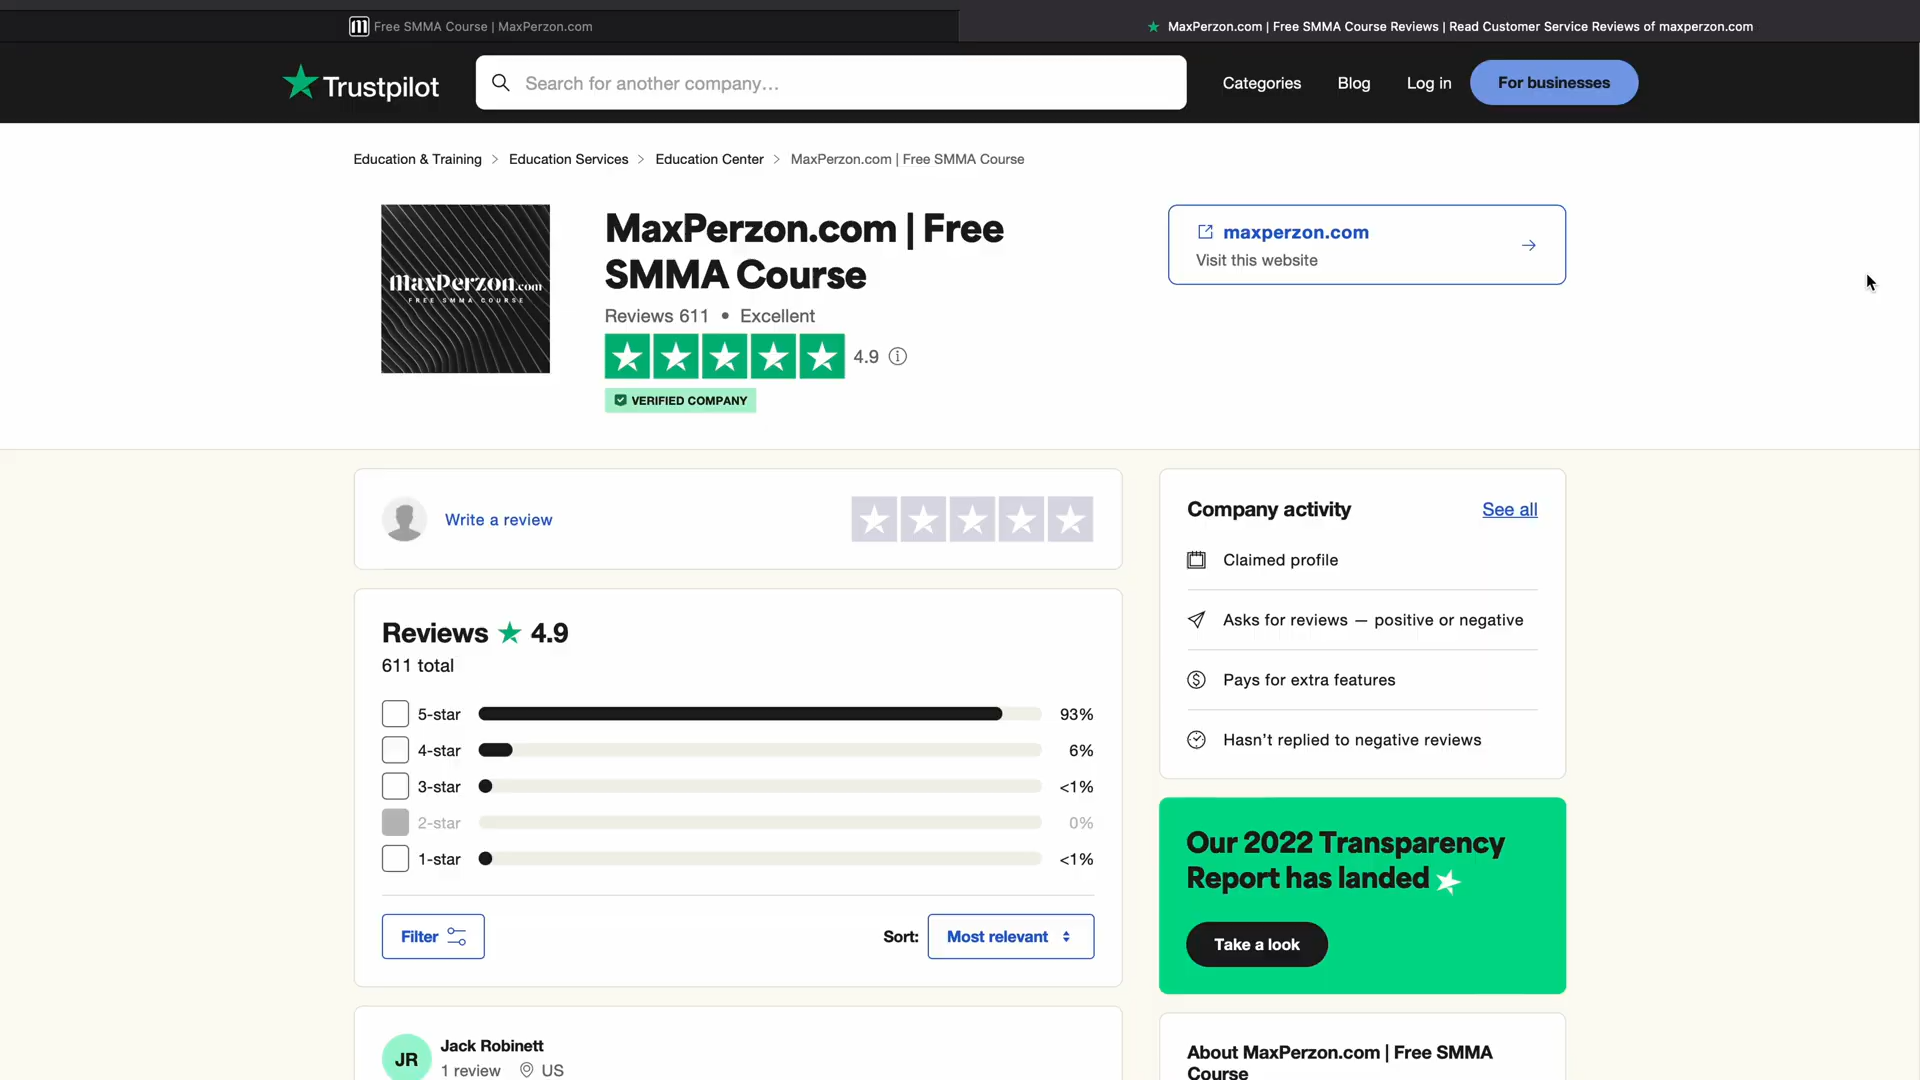 Free SMMA Course | MaxPerzon.com
MaxPerzon.com | Free SMMA Course Reviews | Read Customer Service Reviews of maxperzon.com
Trustpilot
Search for another company...
Categories
Blog
Log in
For businesses
Education & Training > Education Services > Education Center > MaxPerzon.com | Free SMMA Course
MaxPerzon.com
FREE SMMA COURSE
MaxPerzon.com | Free
SMMA Course
Reviews 611 • Excellent
4.9
VERIFIED COMPANY
maxperzon.com
Visit this website
Write a review
Reviews ★ 4.9
611 total
5-star 93%
4-star 6%
3-star <1%
2-star 0%
1-star <1%
Filter
Sort:
Most relevant
JR
Jack Robinett
1 review
US
Company activity
See all
Claimed profile
Asks for reviews — positive or negative
Pays for extra features
Hasn't replied to negative reviews
Our 2022 Transparency
Report has landed
Take a look
About MaxPerzon.com | Free SMMA
Course